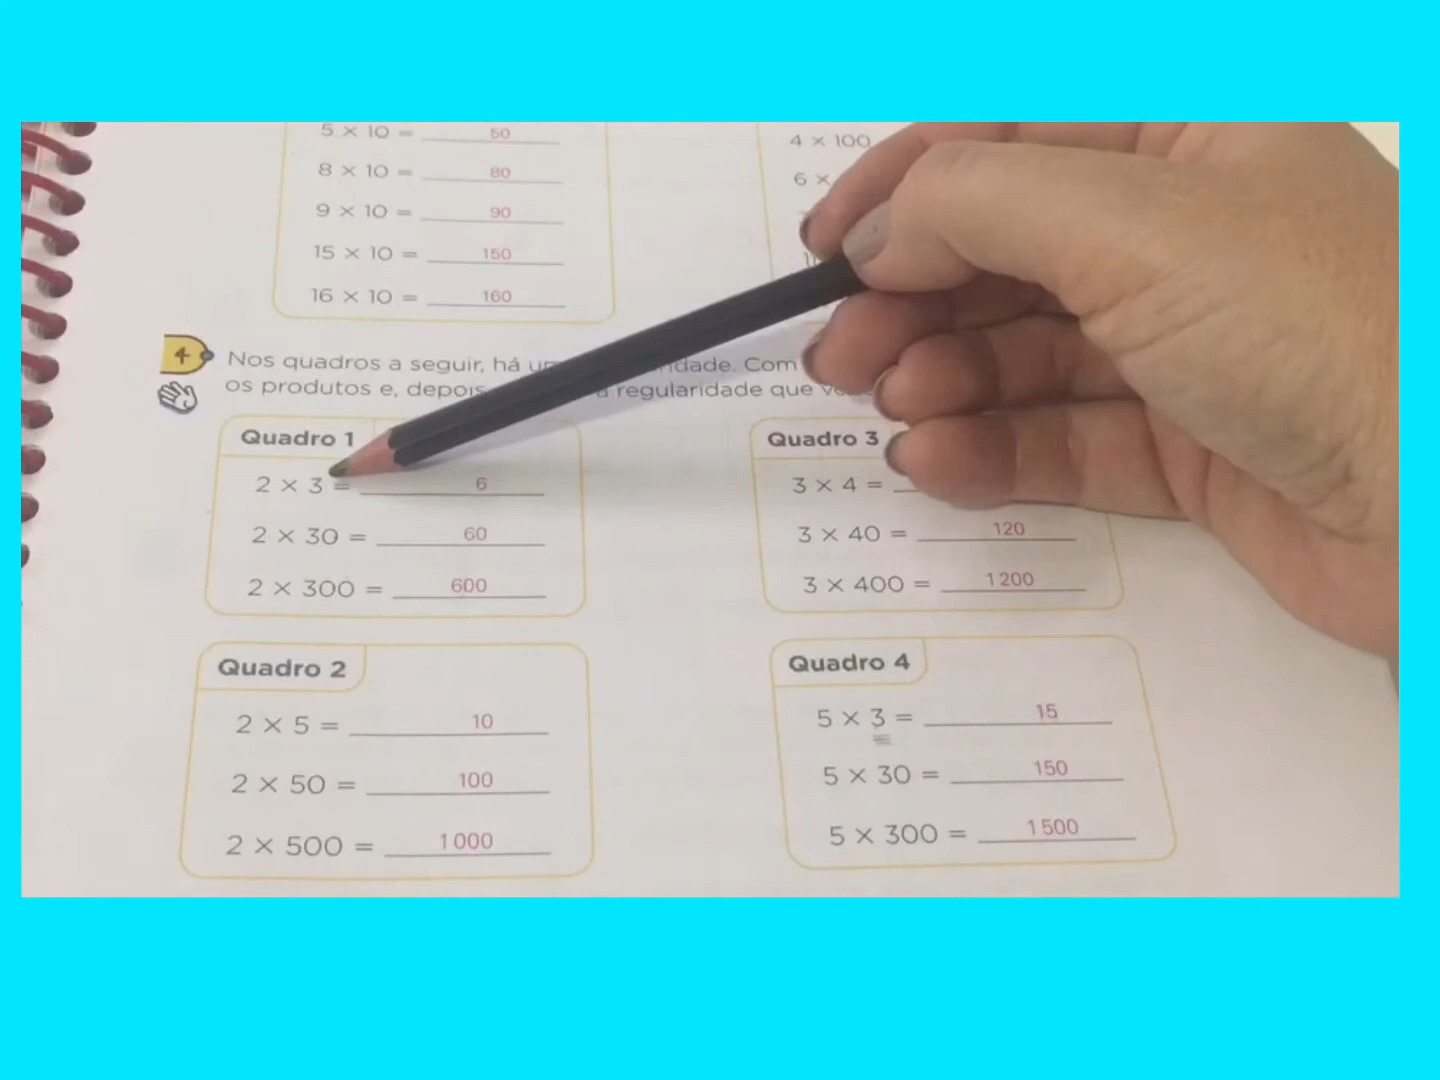 5 × 10 = 50
8 × 10 = 80
9 × 10 = 90
15 × 10 = 150
16 × 10 = 160
4 × 100
6 ×
4 Nos quadros a seguir, há
Com
os produtos e,
regularidade que
Quadro 1
2 × 3 = 6
2 × 30 = 60
2 × 300 = 600
Quadro 2
2 × 5 = 10
2 × 50 = 100
2 × 500 = 1 000
Quadro 3
3 × 4 =
3 × 40 = 120
3 × 400 = 1 200
Quadro 4
5 × 3 = 15
5 × 30 = 150
5 × 300 = 1 500